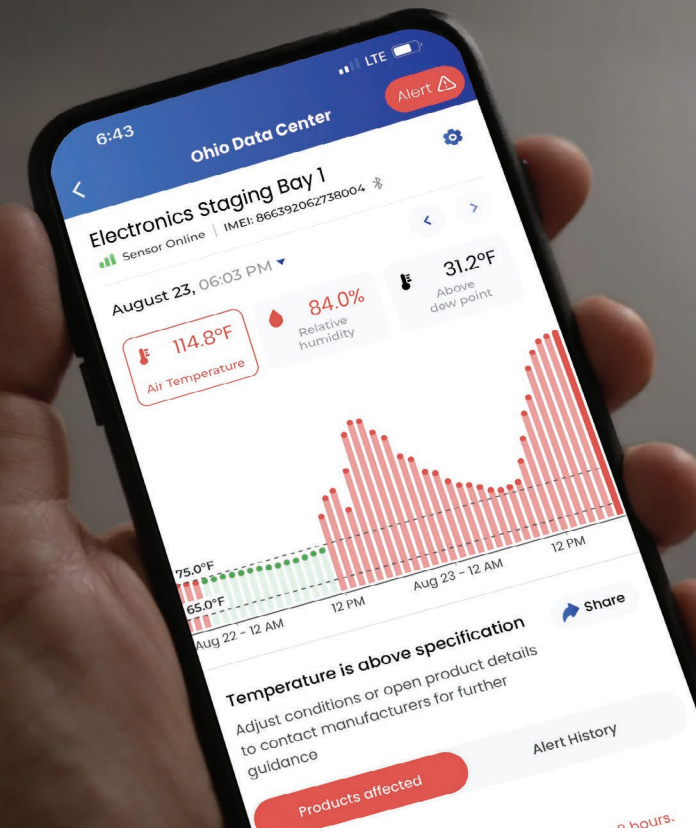 6:43
LTE
Alert
Ohio Data Center
Electronics Staging Bay 1
Sensor Online | IMEI: 866392062738004
August 23, 06:03 PM
114.8°F
Air Temperature
84.0%
Relative
humidity
31.2°F
Above
dew point
75.0°F
65.0°F
Aug 22 - 12 AM
12 PM
Aug 23 - 12 AM
12 PM
Temperature is above specification
Share
Adjust conditions or open product details
to contact manufacturers for further
guidance
Products affected
Alert History
hours.